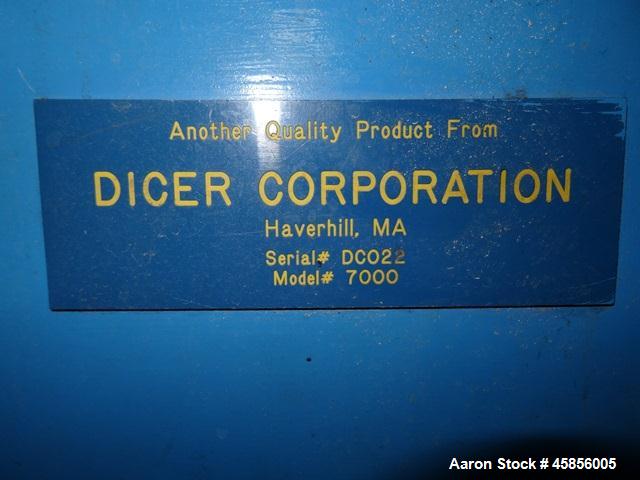 Another Quality Product From
DICER CORPORATION
Haverhill, MA
Serial# DC022
Model# 7000
Aaron Stock # 45856005